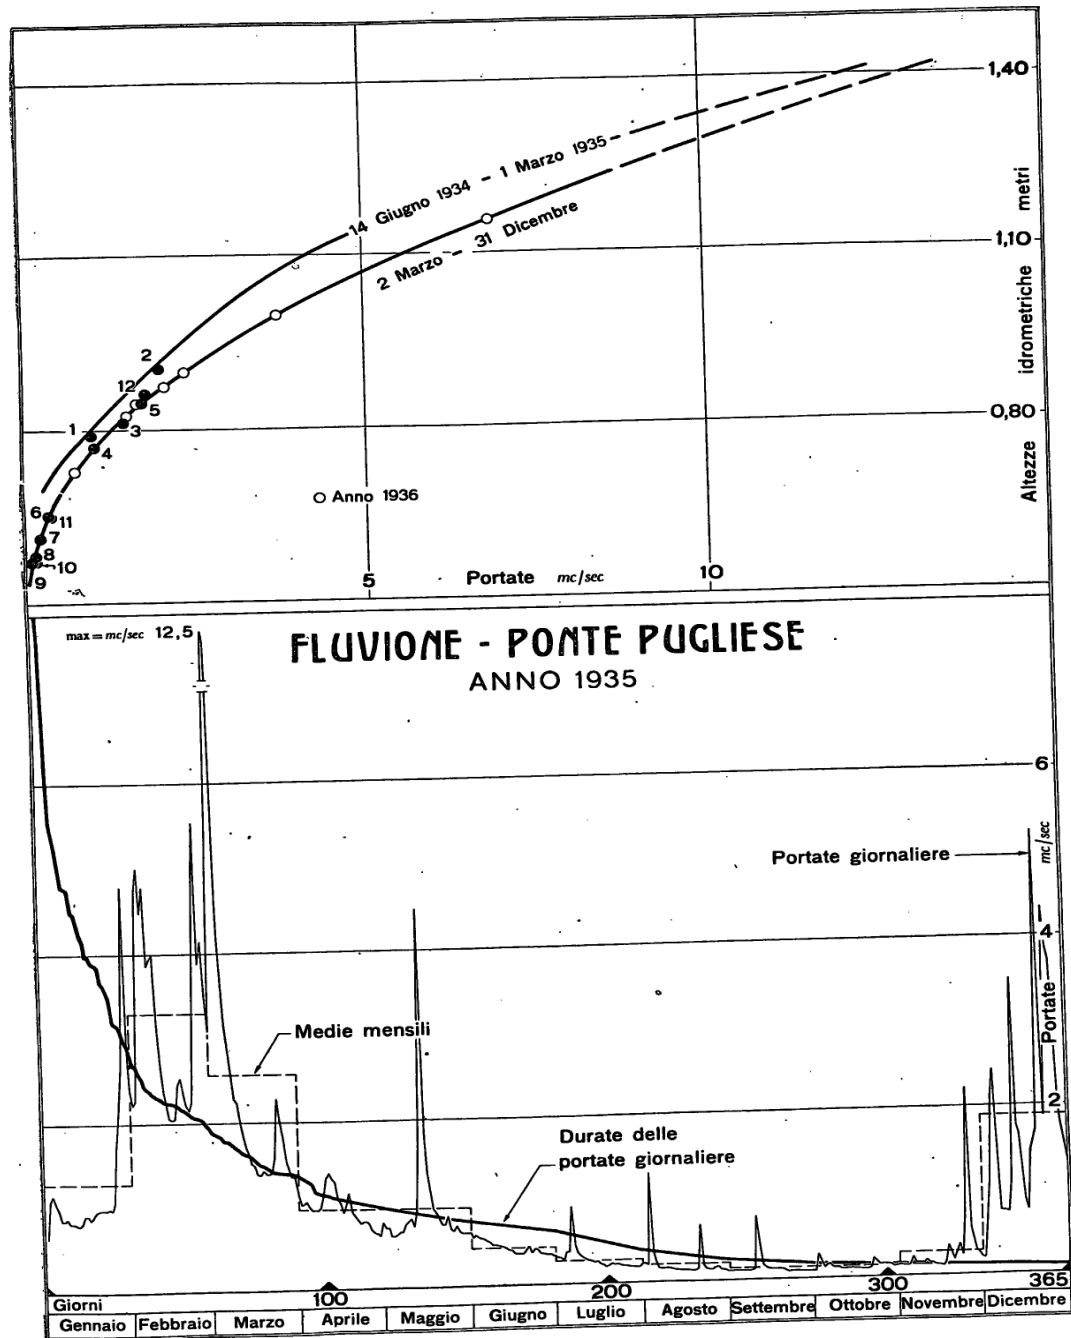 1,40
14 Giugno 1934 - 1 Marzo 1935
2 Marzo - 31 Dicembre
1,10
Altezze idrometriche metri
2
12
5
0,80
1
3
4
Anno 1936
6
11
7
8
10
9
5
Portate mc/sec
10
max = mc/sec 12,5
FLUVIONE - PONTE PUGLIESE
ANNO 1935
6
Portate giornaliere
mc/sec
4
Portate
Medie mensili
2
Durate delle
portate giornaliere
Giorni
100
200
300
365
Gennaio Febbraio Marzo Aprile Maggio Giugno Luglio Agosto Settembre Ottobre Novembre Dicembre